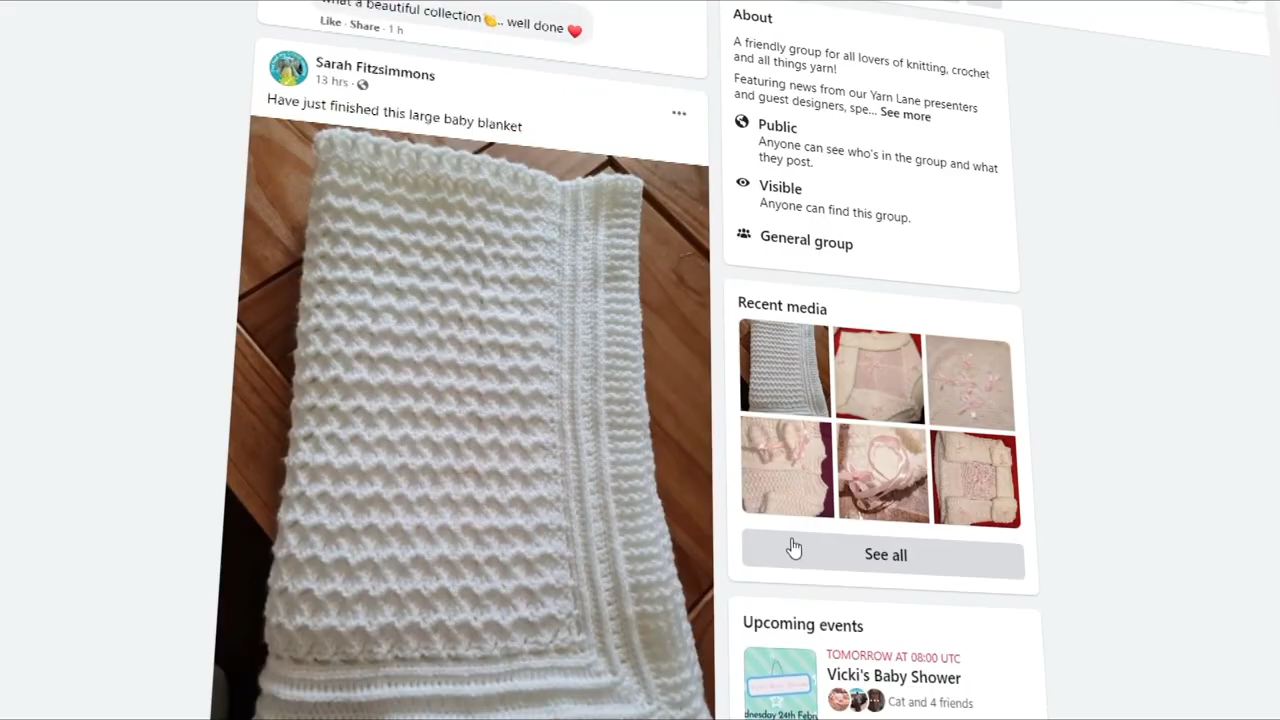 what a beautiful collection👏.. well done ❤️
Like · Share · 1 h
Sarah Fitzsimmons
13 hrs ·
Have just finished this large baby blanket
About
A friendly group for all lovers of knitting, crochet
and all things yarn!
Featuring news from our Yarn Lane presenters
and guest designers, spe... See more
Public
Anyone can see who's in the group and what
they post.
Visible
Anyone can find this group.
General group
Recent media
See all
Upcoming events
TOMORROW AT 08:00 UTC
Vicki's Baby Shower
Cat and 4 friends